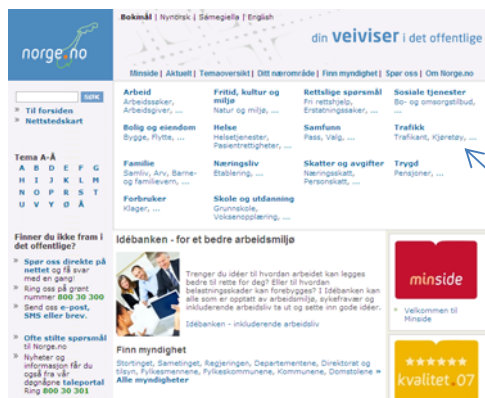 Bokmål | Nynorsk | Sámegiella | English
norge.no
din veiviser i det offentlige
Minside | Aktuelt | Temaoversikt | Ditt nærområde | Finn myndighet | Spør oss | Om Norge.no
SØK
» Til forsiden
» Nettstedskart
Tema A-Å
A B D E F G
H I J K L M
N O P R S T
U V Y Ø Å
Finner du ikke fram i
det offentlige?
» Spør oss direkte på
nettet og få svar
med en gang!
» Ring oss på grønt
nummer 800 30 300
» Send oss e-post,
SMS eller brev.
» Ofte stilte spørsmål
til Norge.no
» Nyheter og
informasjon får du
også fra vår
døgnåpne taleportal
Ring 800 30 301
Arbeid
Arbeidssøker,
Arbeidsgiver, ...
Fritid, kultur og
miljø
Natur og miljø, ...
Rettslige spørsmål
Fri rettshjelp,
Erstatningssaker, ...
Sosiale tjenester
Bo- og omsorgstilbud,
...
Bolig og eiendom
Bygge, Flytte, ...
Helse
Helsetjenester,
Pasientrettigheter, ...
Samfunn
Pass, Valg, ...
Trafikk
Trafikant, Kjøretøy, ...
Familie
Samliv, Arv, Barne-
og familievern, ...
Næringsliv
Etablering, ...
Skatter og avgifter
Næringsskatt,
Personskatt, ...
Trygd
Pensjoner, ...
Forbruker
Klager, ...
Skole og utdanning
Grunnskole,
Voksenopplæring, ...
Idébanken - for et bedre arbeidsmiljø
Trenger du idéer til hvordan arbeidet kan legges
bedre til rette for deg? Eller til hvordan
belastningsskader kan forebygges? I Idébanken kan
alle som er opptatt av arbeidsmiljø, sykefravær og
inkluderende arbeidsliv ta ut og sette inn gode idéer.
Idébanken - inkluderende arbeidsliv
Finn myndighet
Stortinget, Sametinget, Regjeringen, Departementene, Direktorat og
tilsyn, Fylkesmennene, Fylkeskommunene, Kommunene, Domstolene »
Alle myndigheter
minside
Velkommen til
Minside
kvalitet.07